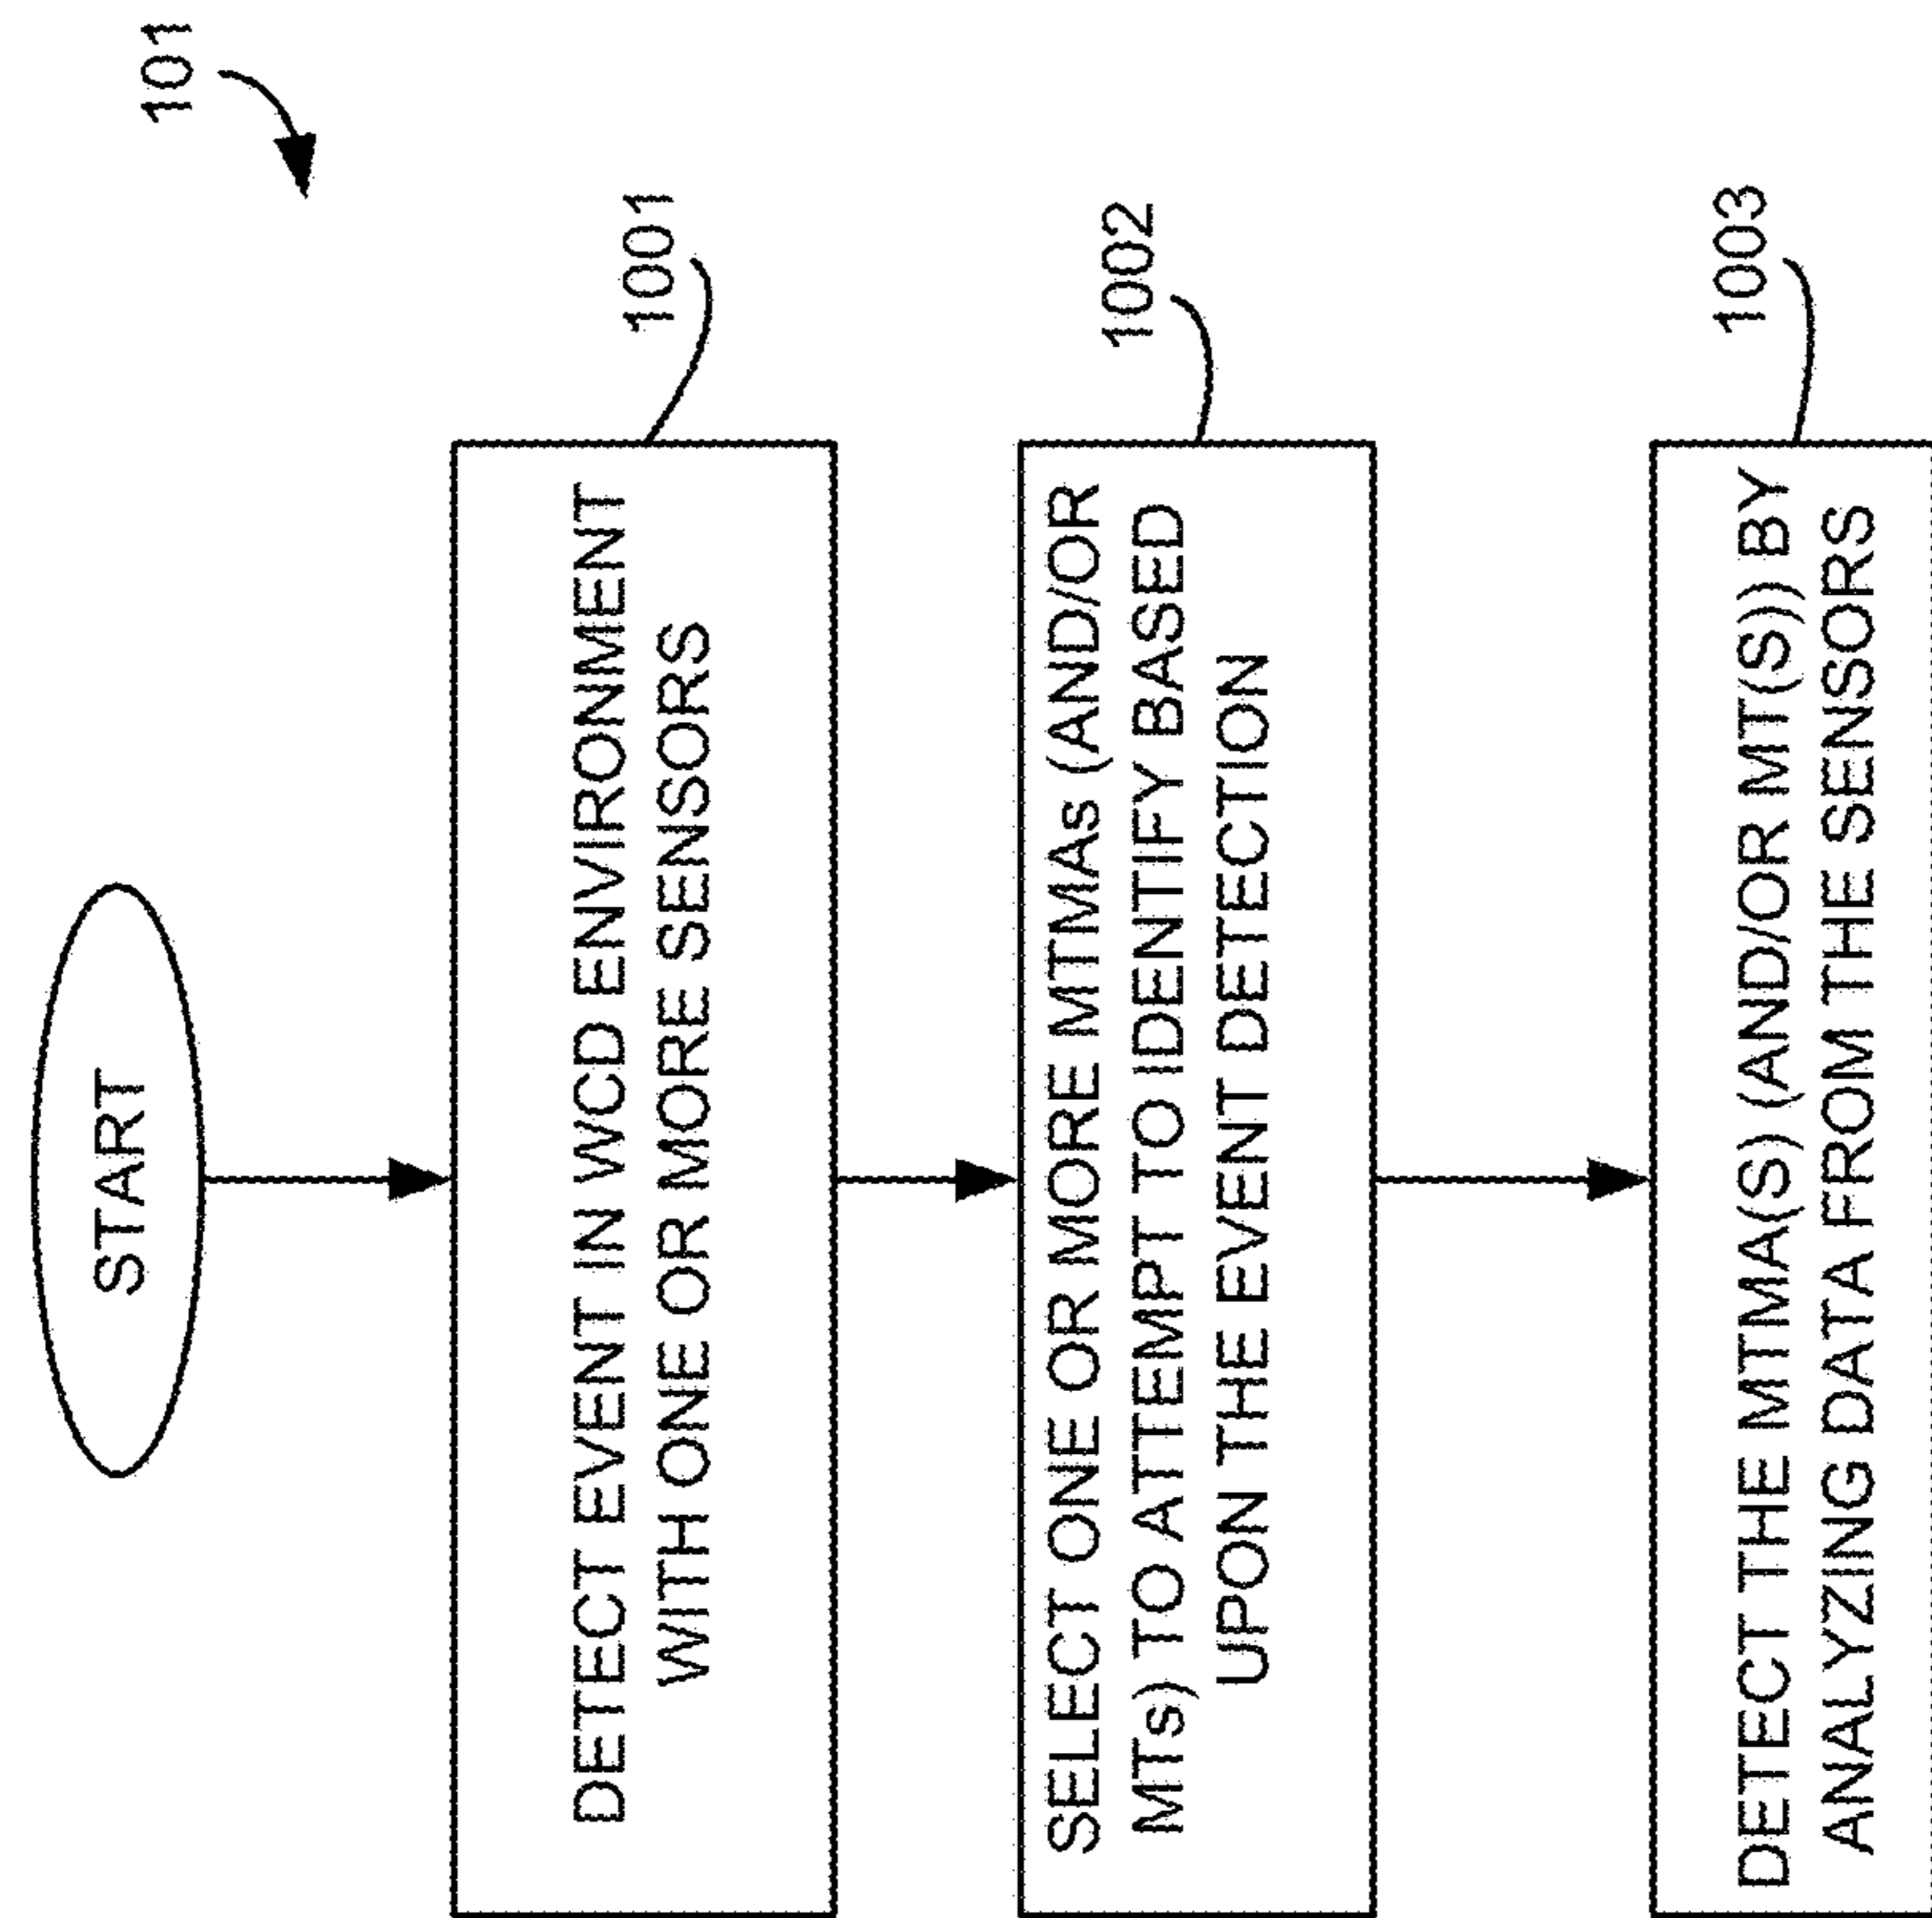 101
START
DETECT EVENT IN WCD ENVIRONMENT
WITH ONE OR MORE SENSORS
1001
SELECT ONE OR MORE MTMAs (AND/OR
MTs) TO ATTEMPT TO IDENTIFY BASED
UPON THE EVENT DETECTION
1002
DETECT THE MTMA(S) (AND/OR MT(S)) BY
ANALYZING DATA FROM THE SENSORS
1003